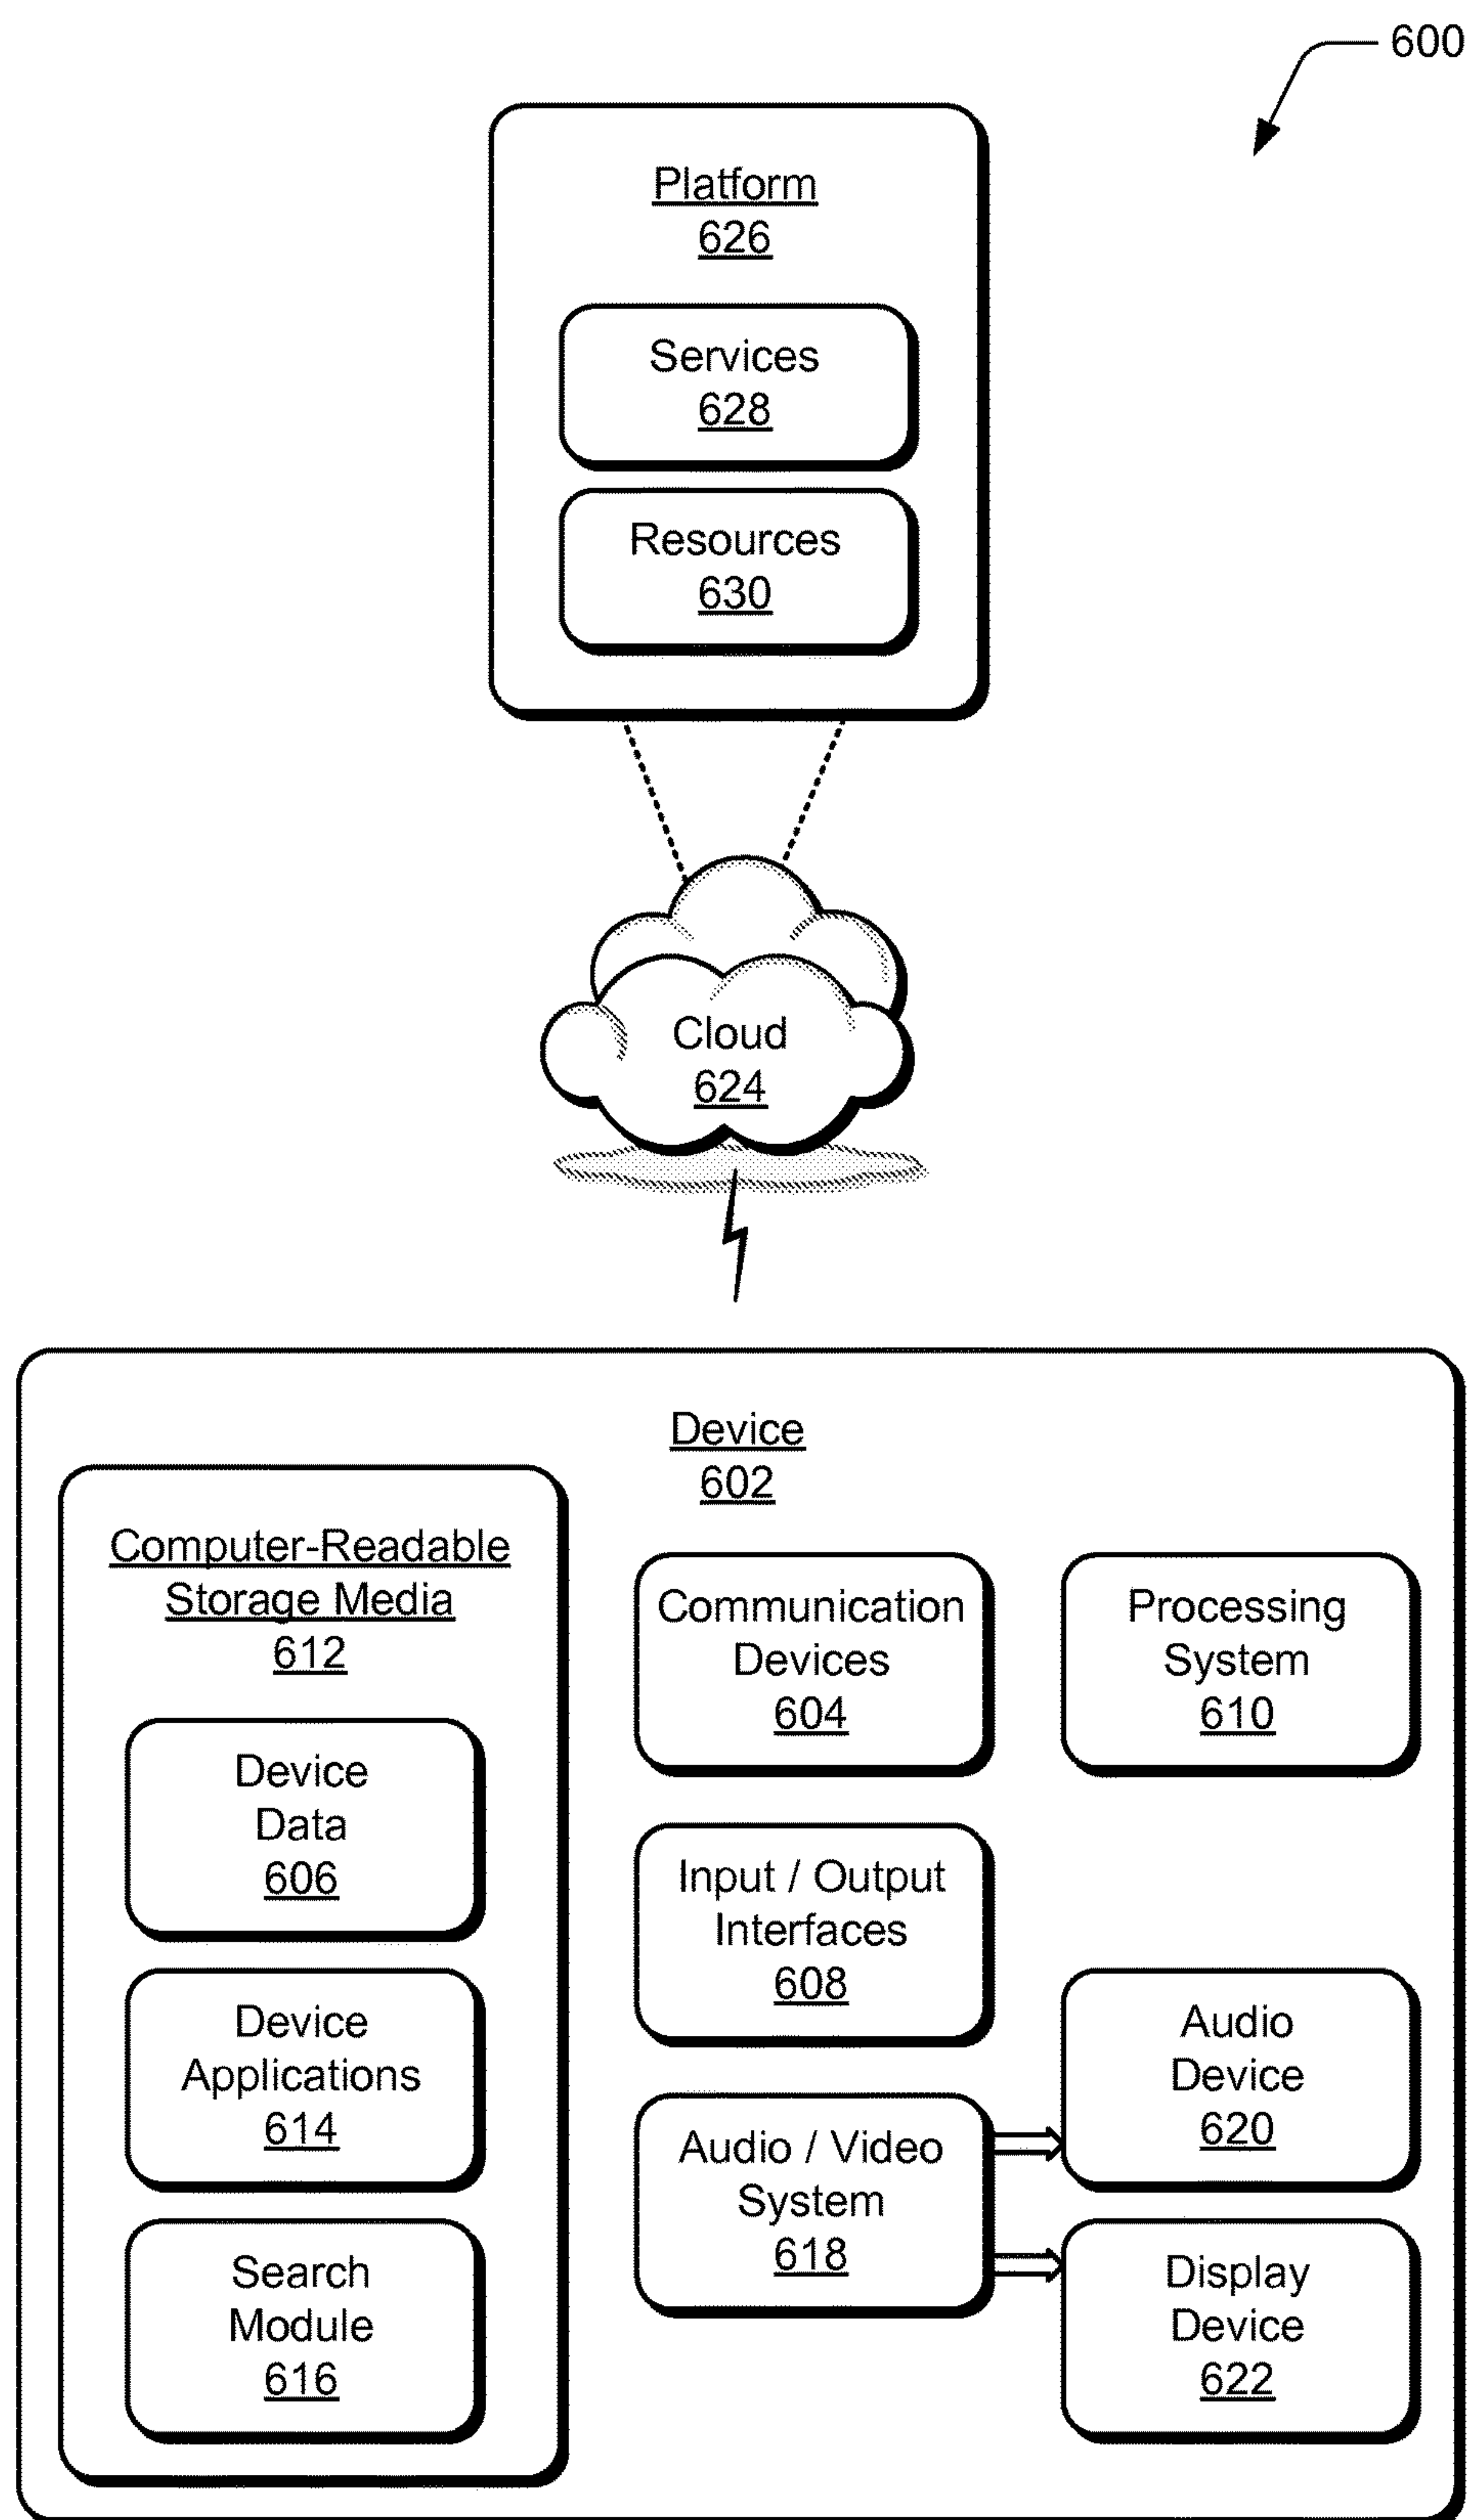 600
Platform
626
Services
628
Resources
630
Cloud
624
Device
602
Computer-Readable
Storage Media
612
Device
Data
606
Device
Applications
614
Search
Module
616
Communication
Devices
604
Input / Output
Interfaces
608
Audio / Video
System
618
Processing
System
610
Audio
Device
620
Display
Device
622